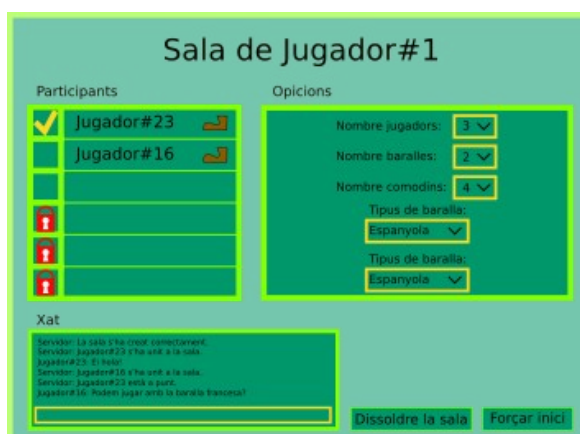 Sala de Jugador#1
Participants
Jugador#23
Jugador#16
Opicions
Nombre jugadors: 3
Nombre baralles: 2
Nombre comodins: 4
Tipus de baralla:
Espanyola
Tipus de baralla:
Espanyola
Xat
Servidor: La sala s'ha creat correctament.
Servidor: Jugador#23 s'ha unit a la sala.
Jugador#23: Ei hola!
Servidor: Jugador#16 s'ha unit a la sala.
Servidor: Jugador#23 està a punt.
Jugador#16: Podem jugar amb la baralla francesa?
Dissoldre la sala
Forçar inici